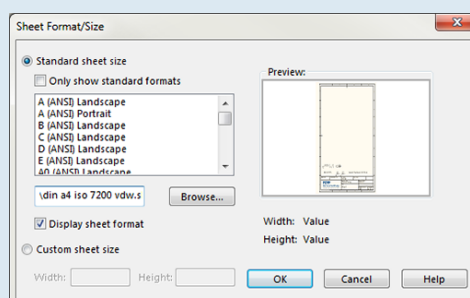 Sheet Format/Size
Standard sheet size
Only show standard formats
A (ANSI) Landscape
A (ANSI) Portrait
B (ANSI) Landscape
C (ANSI) Landscape
D (ANSI) Landscape
E (ANSI) Landscape
A0 (ANSI) Landscape
\din a4 iso 7200 vdw.s
Browse...
Display sheet format
Custom sheet size
Width:
Height:
Preview:
Width: Value
Height: Value
OK
Cancel
Help